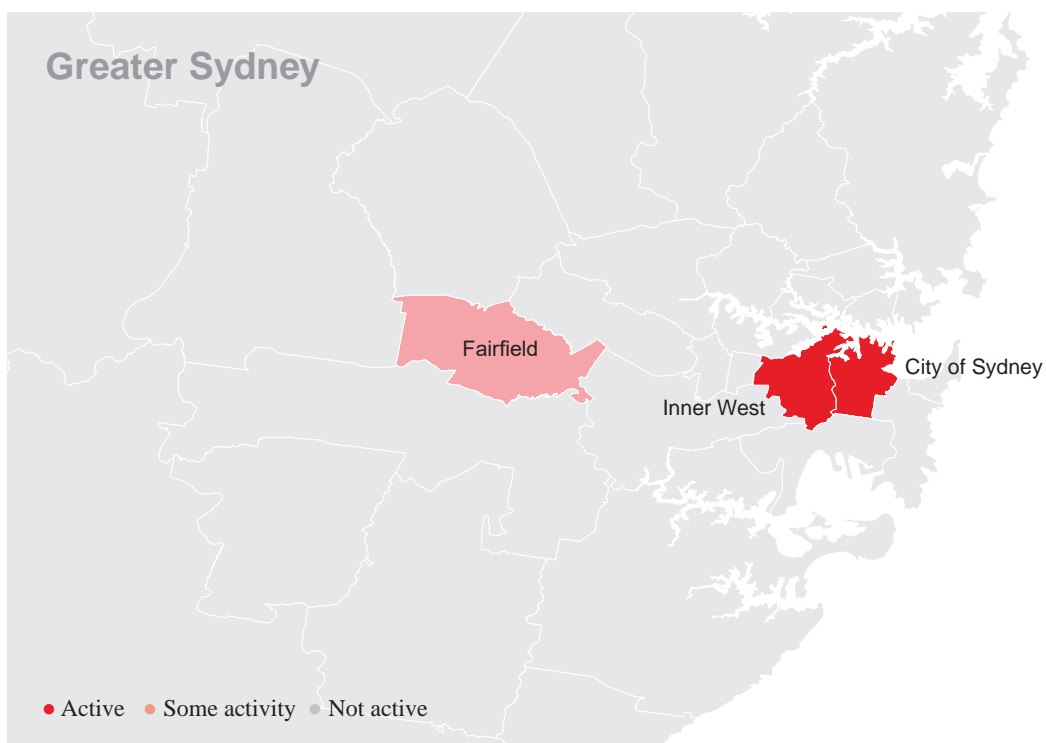 Greater Sydney
Fairfield
City of Sydney
Inner West
Active Some activity Not active